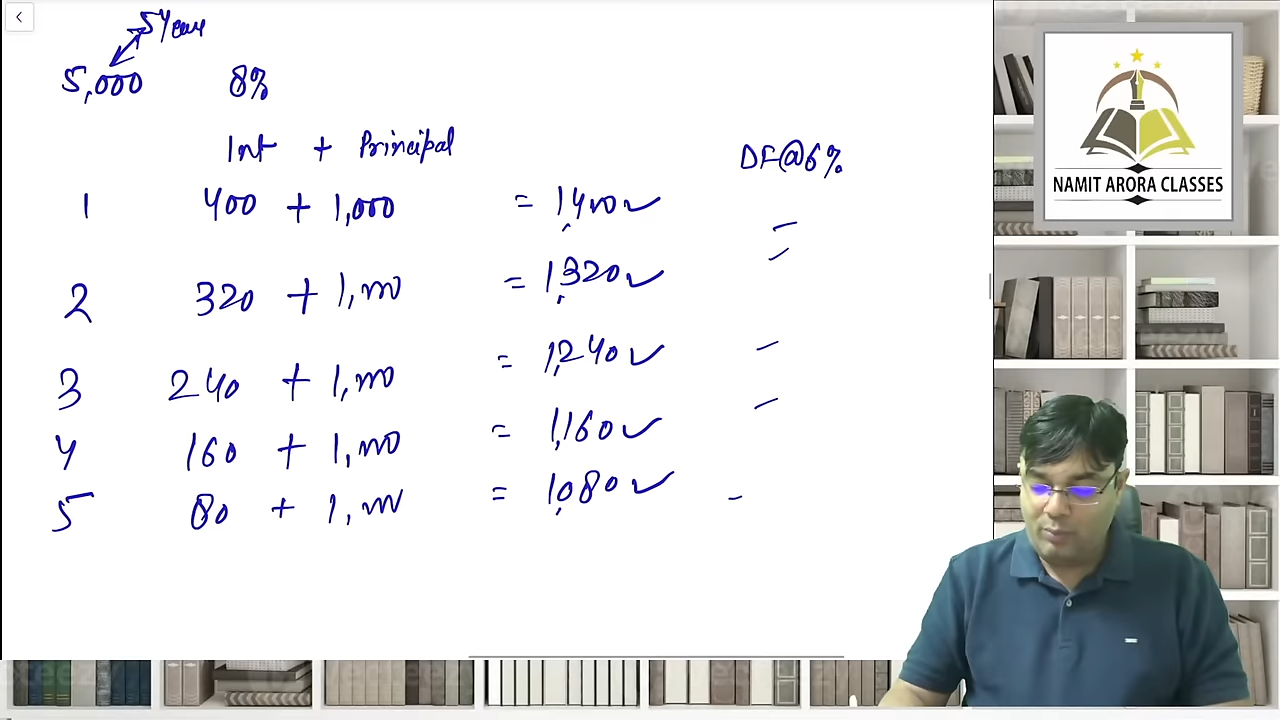 5 Years
5,000 8%
Int + Principal DF@6%
1 400 + 1,000 = 1,400 ✓
2 320 + 1,000 = 1,320 ✓
3 240 + 1,000 = 1,240 ✓
4 160 + 1,000 = 1,160 ✓
5 80 + 1,000 = 1,080 ✓
NAMIT ARORA CLASSES